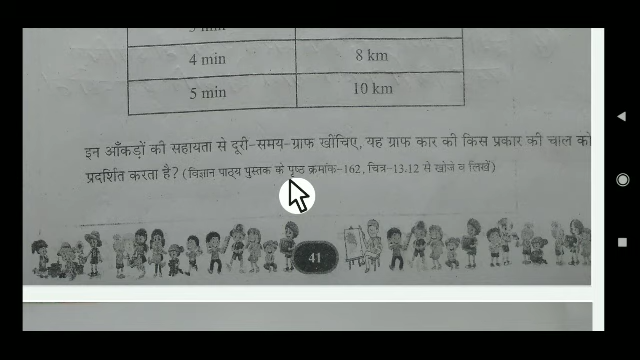 4 min 8 km
5 min 10 km
इन आँकड़ों की सहायता से दूरी-समय-ग्राफ खींचिए, यह ग्राफ कार की किस प्रकार की चाल को
प्रदर्शित करता है? (विज्ञान पाठ्य पुस्तक के पृष्ठ क्रमांक-162, चित्र-13.12 से खोजें व लिखें)
41